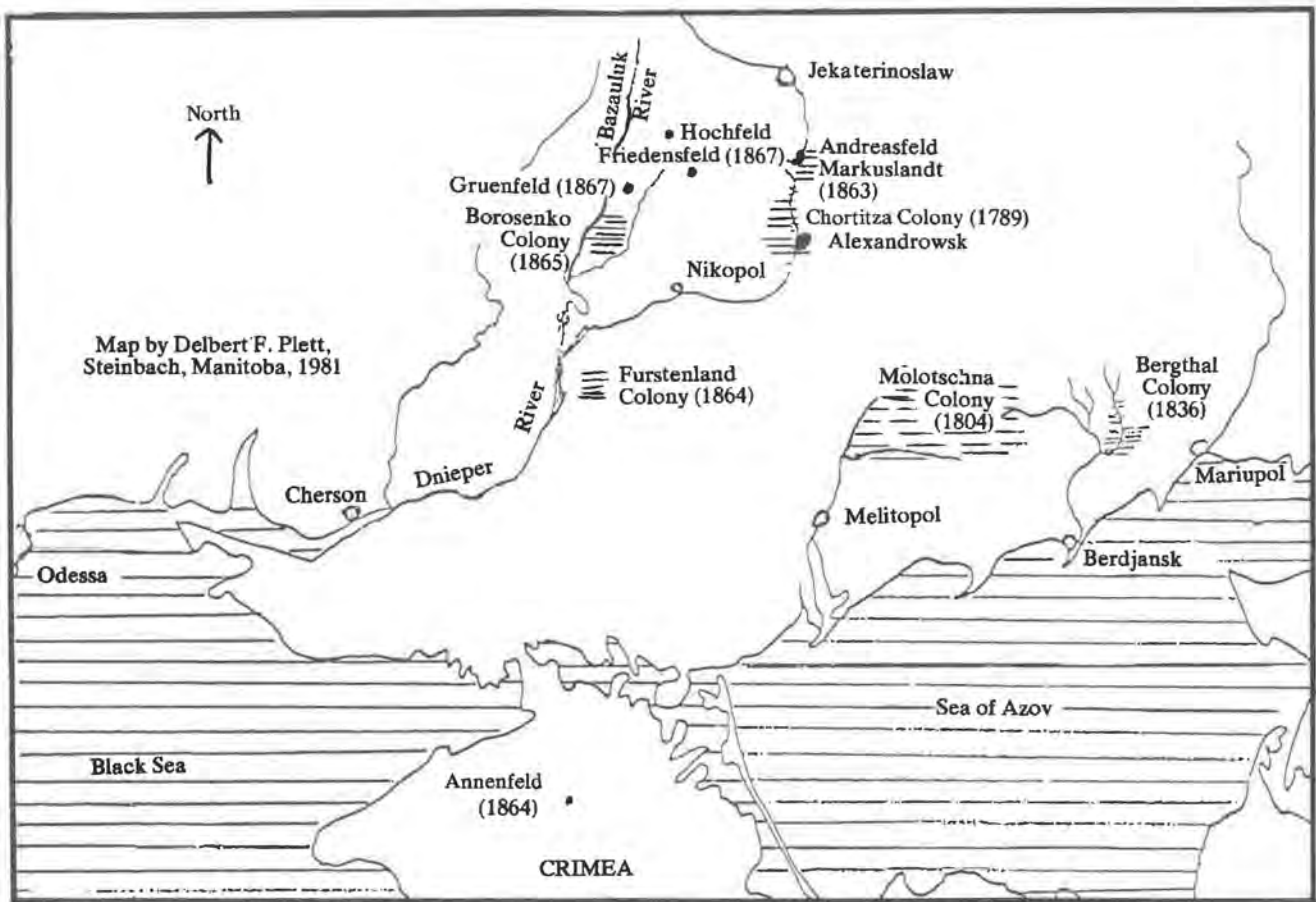 Jekaterinoslaw
North
Bazauluk
River
Hochfeld
Friedensfeld (1867)
Andreasfeld
Markuslandt
(1863)
Gruenfeld (1867)
Borosenko
Colony
(1865)
Chortitza Colony (1789)
Alexandrowsk
Nikopol
Map by Delbert F. Plett,
Steinbach, Manitoba, 1981
Furstenland
Colony (1864)
Molotschna
Colony
(1804)
Bergthal
Colony
(1836)
Dnieper
River
Cherson
Mariupol
Melitopol
Odessa
Berdjansk
Sea of Azov
Black Sea
Annenfeld
(1864)
CRIMEA